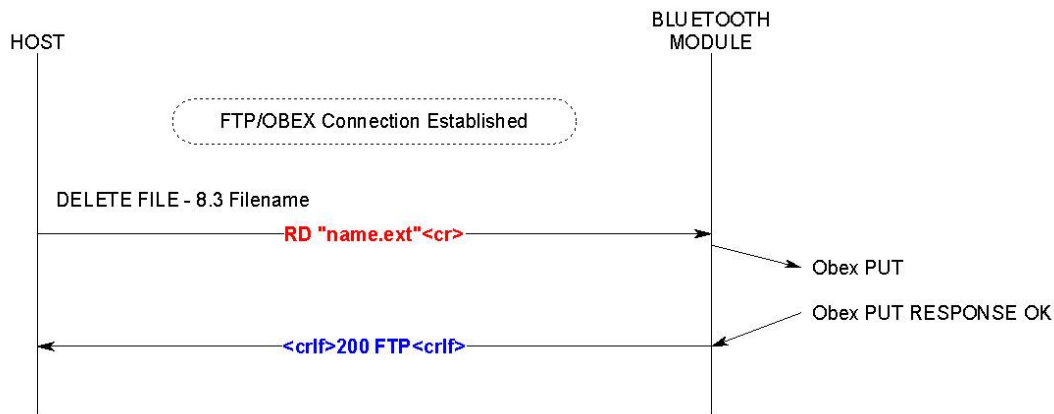 HOST
BLUETOOTH
MODULE
FTP/OBEX Connection Established
DELETE FILE - 8.3 Filename
RD "name.ext"<cr>
Obex PUT
Obex PUT RESPONSE OK
<crlf>200 FTP<crlf>